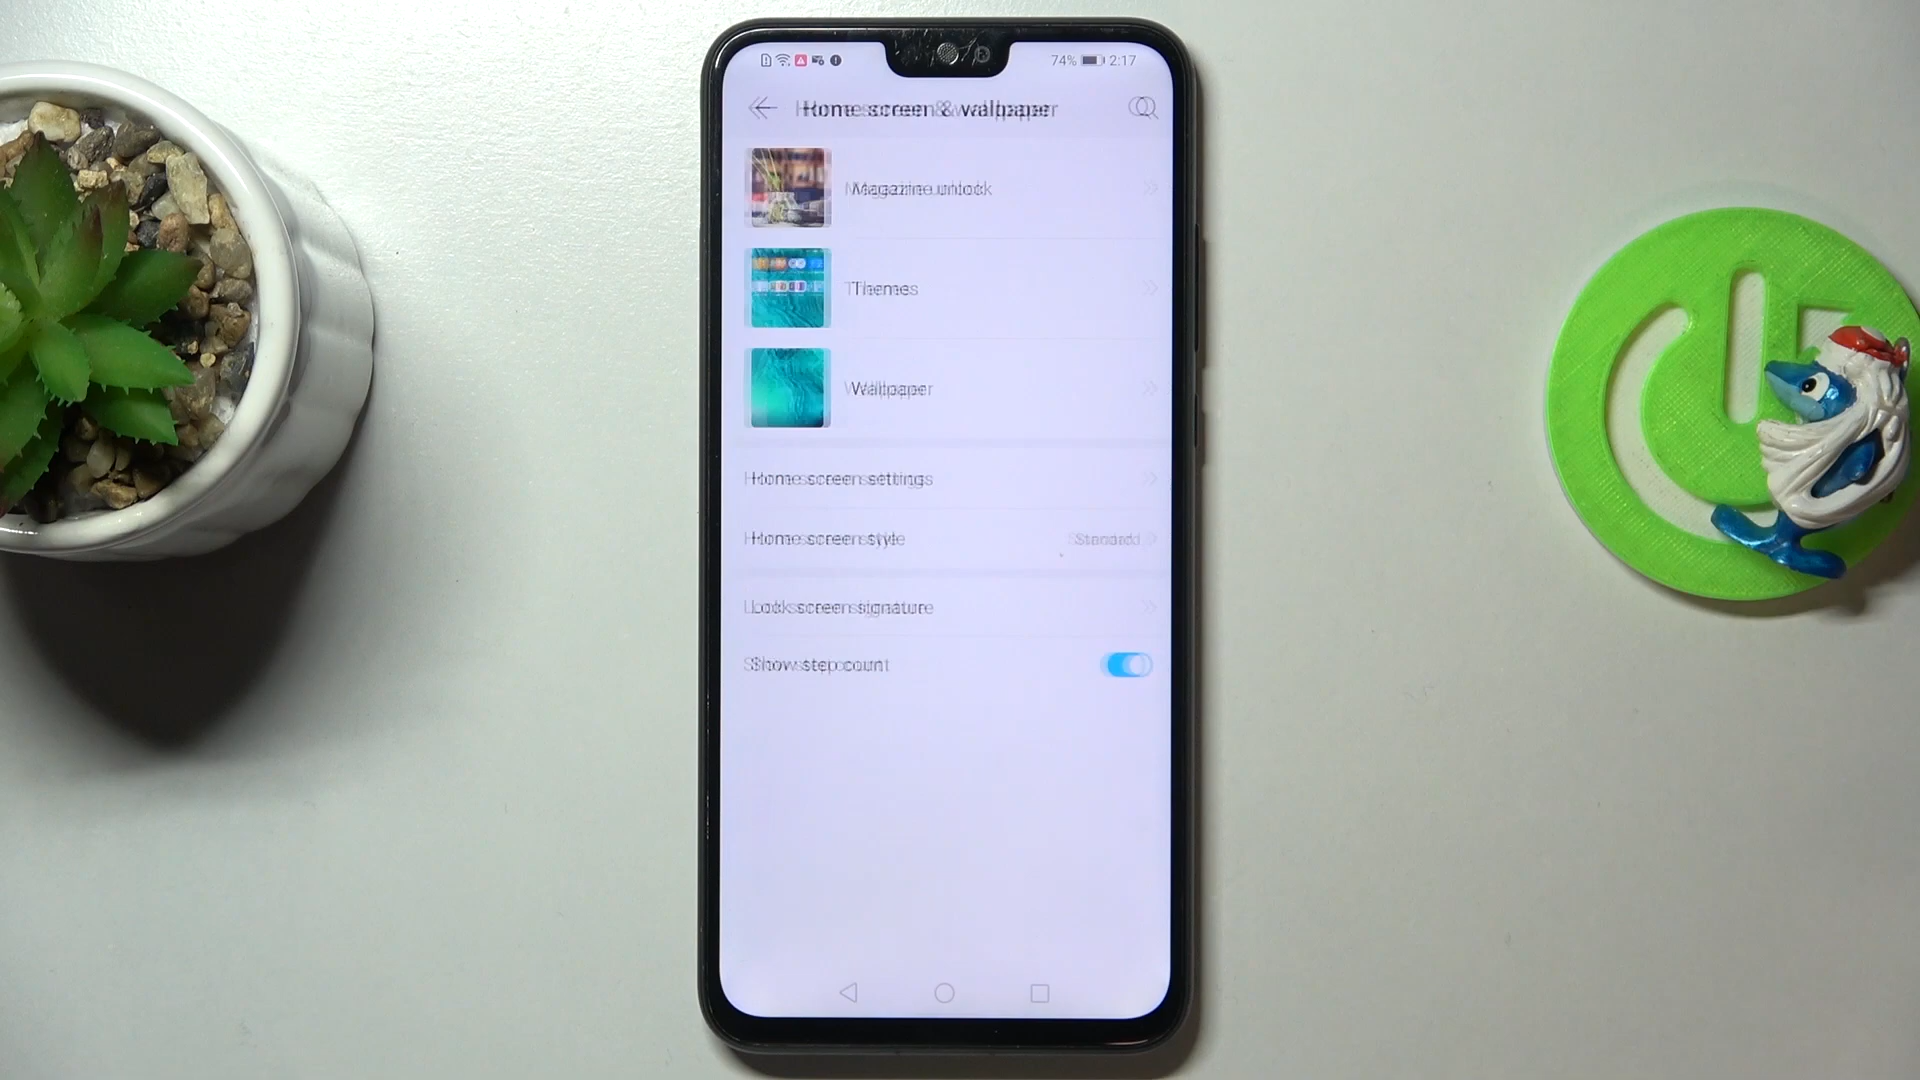 74% 2:17
Home screen & wallpaper
Magazine unlock
Themes
Wallpaper
Home screen settings
Home screen style Standard
Lock screen signature
Show step count